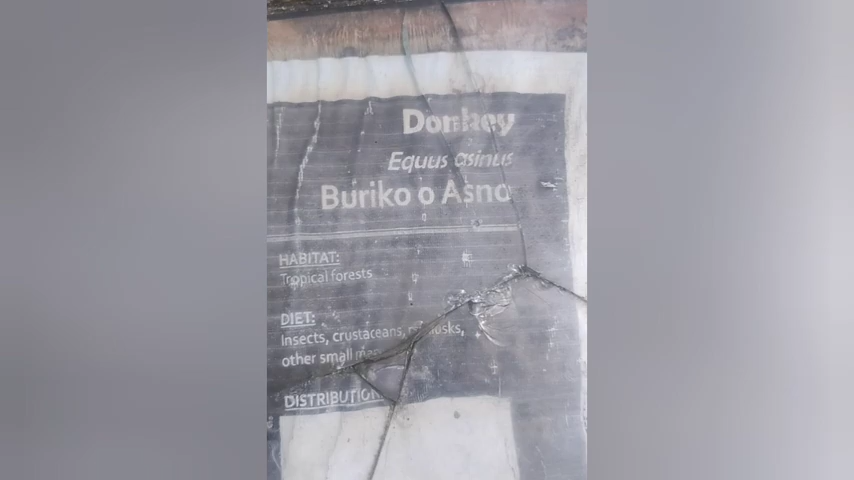 Donkey
Equus asinus
Buriko o Asno
HABITAT:
Tropical forests
DIET:
Insects, crustaceans,
other small
DISTRIBUTION